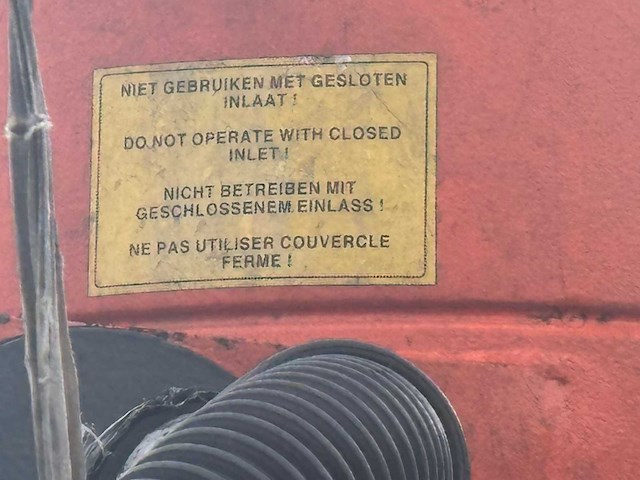 NIET GEBRUIKEN MET GESLOTEN
INLAAT !
DO NOT OPERATE WITH CLOSED
INLET !
NICHT BETREIBEN MIT
GESCHLOSSENEM EINLASS !
NE PAS UTILISER COUVERCLE
FERME !